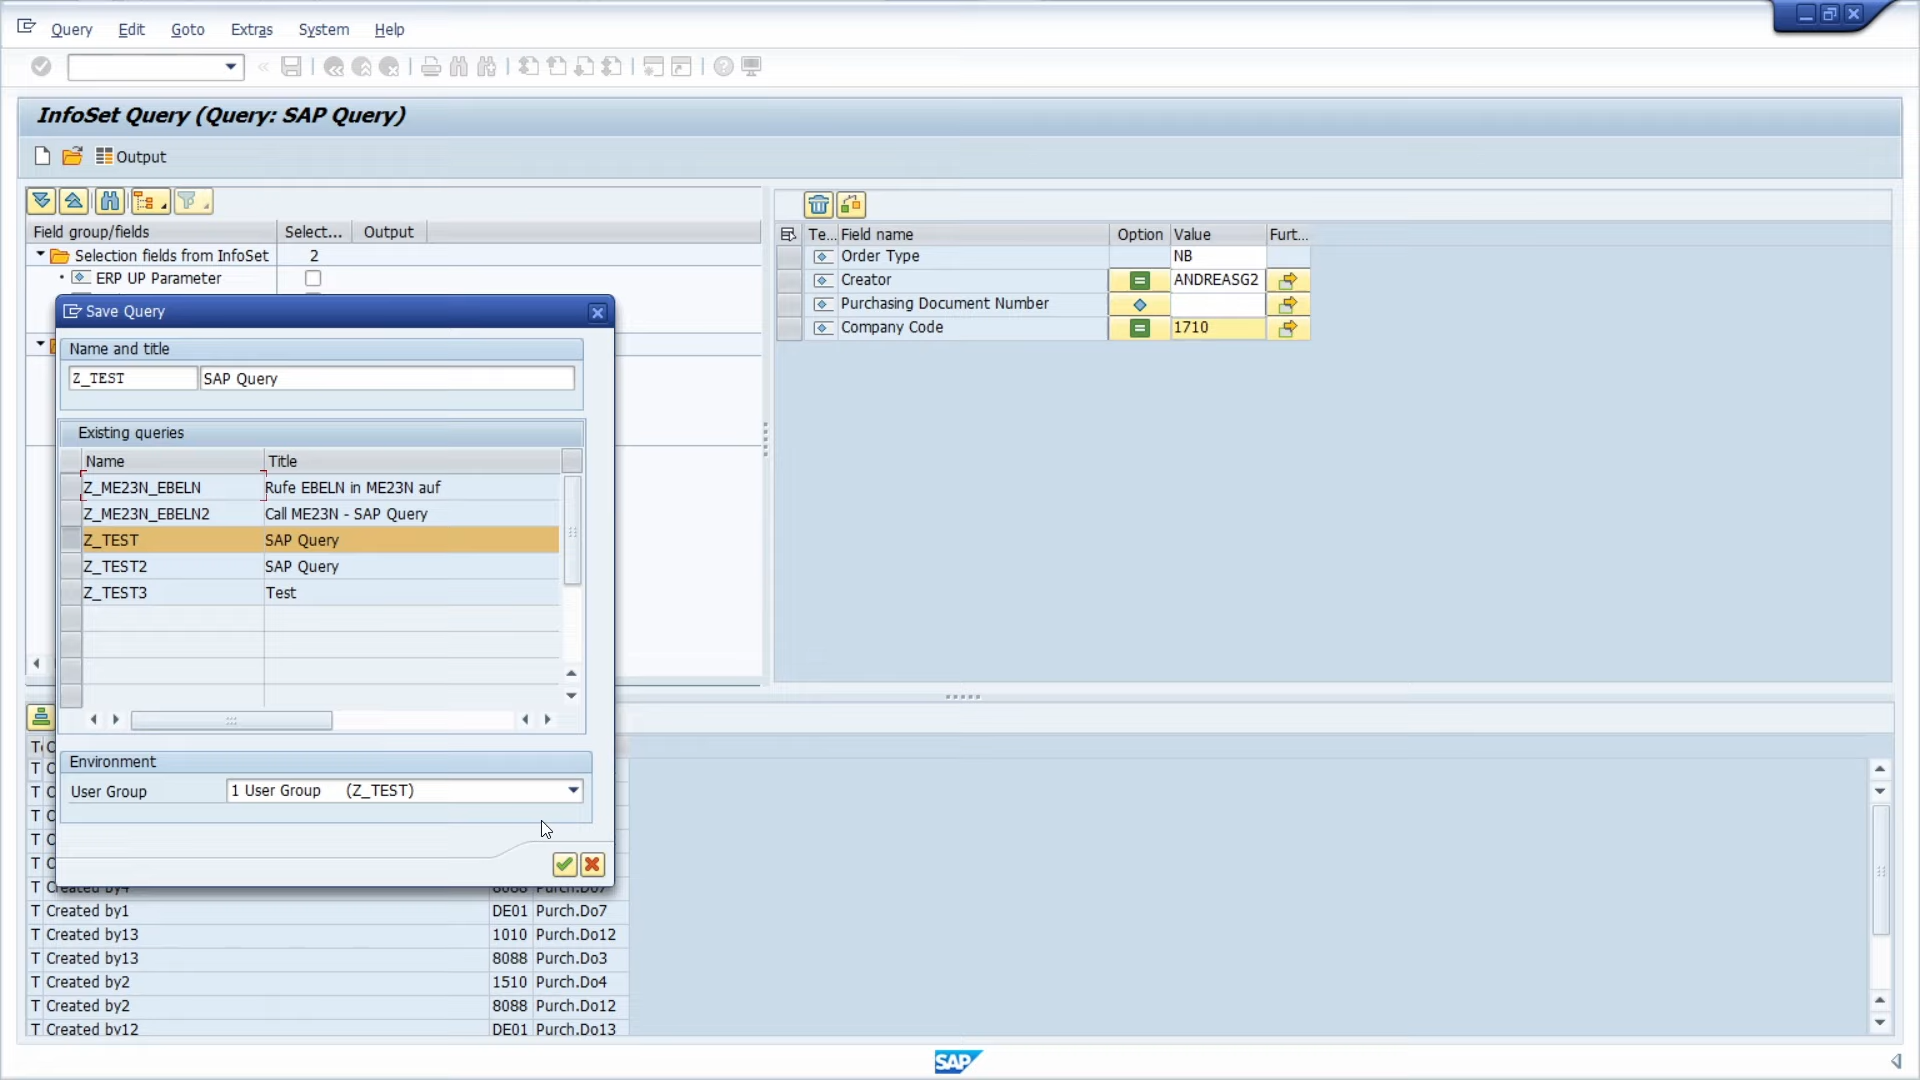 Query Edit Goto Extras System Help
InfoSet Query (Query: SAP Query)
Output
Field group/fields Select... Output
Selection fields from InfoSet 2
ERP UP Parameter
Te... Field name Option Value Furt...
Order Type NB
Creator ANDREASG2
Purchasing Document Number
Company Code 1710
Save Query
Name and title
Z_TEST SAP Query
Existing queries
Name Title
Z_ME23N_EBELN Rufe EBELN in ME23N auf
Z_ME23N_EBELN2 Call ME23N - SAP Query
Z_TEST SAP Query
Z_TEST2 SAP Query
Z_TEST3 Test
Environment
User Group 1 User Group (Z_TEST)
T Created by1 DE01 Purch.Do7
T Created by13 1010 Purch.Do12
T Created by13 8088 Purch.Do3
T Created by2 1510 Purch.Do4
T Created by2 8088 Purch.Do12
T Created by12 DE01 Purch.Do13
SAP